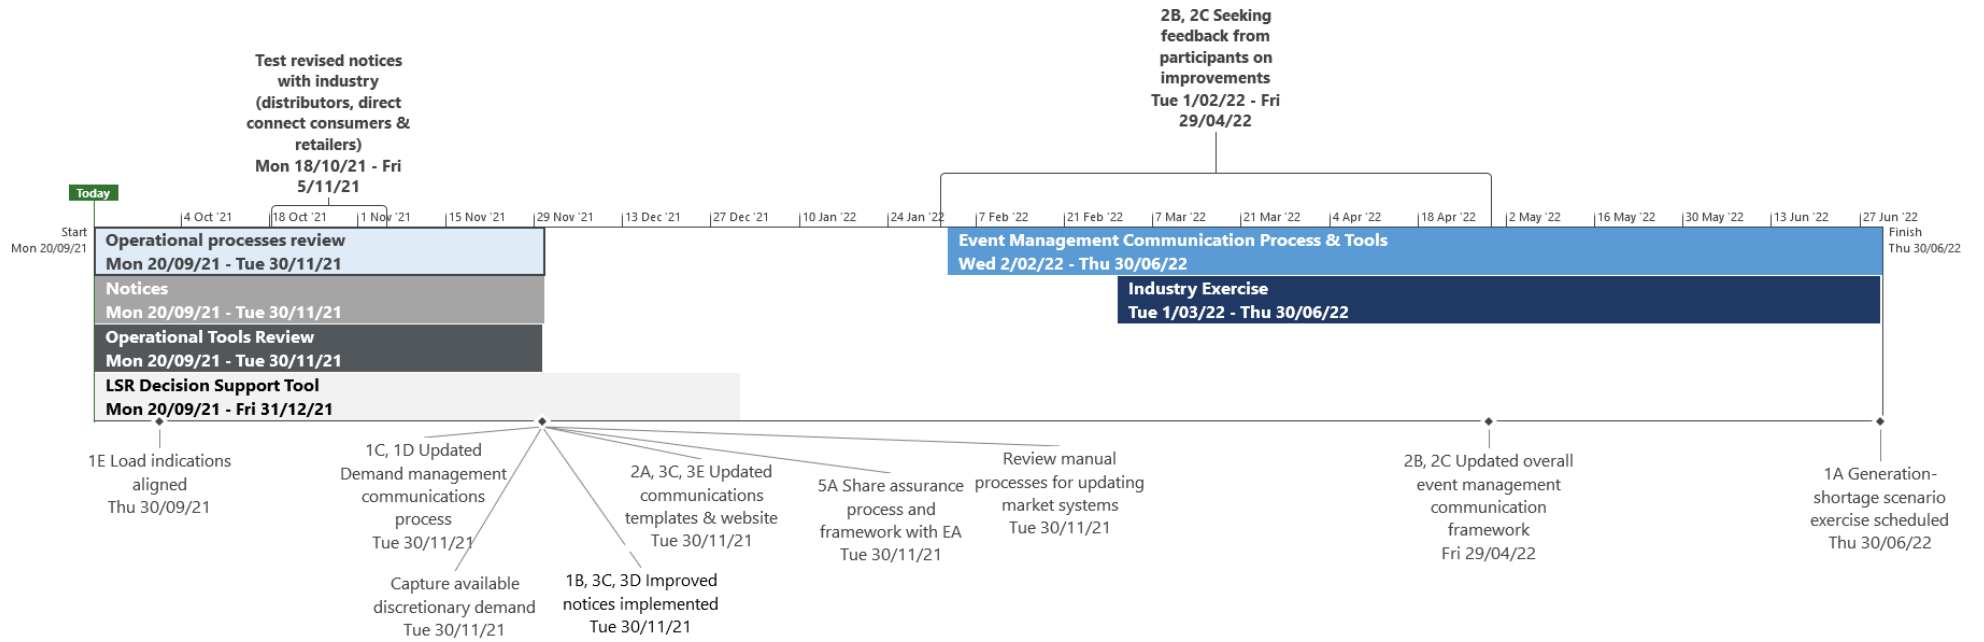 2B, 2C Seeking
feedback from
participants on
improvements
Tue 1/02/22 - Fri
29/04/22
Test revised notices
with industry
(distributors, direct
connect consumers &
retailers)
Mon 18/10/21 - Fri
5/11/21
Today
4 Oct '21
18 Oct '21
1 Nov '21
15 Nov '21
29 Nov '21
13 Dec '21
27 Dec '21
10 Jan '22
24 Jan '22
7 Feb '22
21 Feb '22
7 Mar '22
21 Mar '22
4 Apr '22
18 Apr '22
2 May '22
16 May '22
30 May '22
13 Jun '22
27 Jun '22
Start
Mon 20/09/21
Finish
Thu 30/06/22
Operational processes review
Mon 20/09/21 - Tue 30/11/21
Event Management Communication Process & Tools
Wed 2/02/22 - Thu 30/06/22
Notices
Mon 20/09/21 - Tue 30/11/21
Industry Exercise
Tue 1/03/22 - Thu 30/06/22
Operational Tools Review
Mon 20/09/21 - Tue 30/11/21
LSR Decision Support Tool
Mon 20/09/21 - Fri 31/12/21
1E Load indications
aligned
Thu 30/09/21
1C, 1D Updated
Demand management
communications
process
Tue 30/11/21
Capture available
discretionary demand
Tue 30/11/21
1B, 3C, 3D Improved
notices implemented
Tue 30/11/21
2A, 3C, 3E Updated
communications
templates & website
Tue 30/11/21
5A Share assurance
process and
framework with EA
Tue 30/11/21
Review manual
processes for updating
market systems
Tue 30/11/21
2B, 2C Updated overall
event management
communication
framework
Fri 29/04/22
1A Generation-
shortage scenario
exercise scheduled
Thu 30/06/22